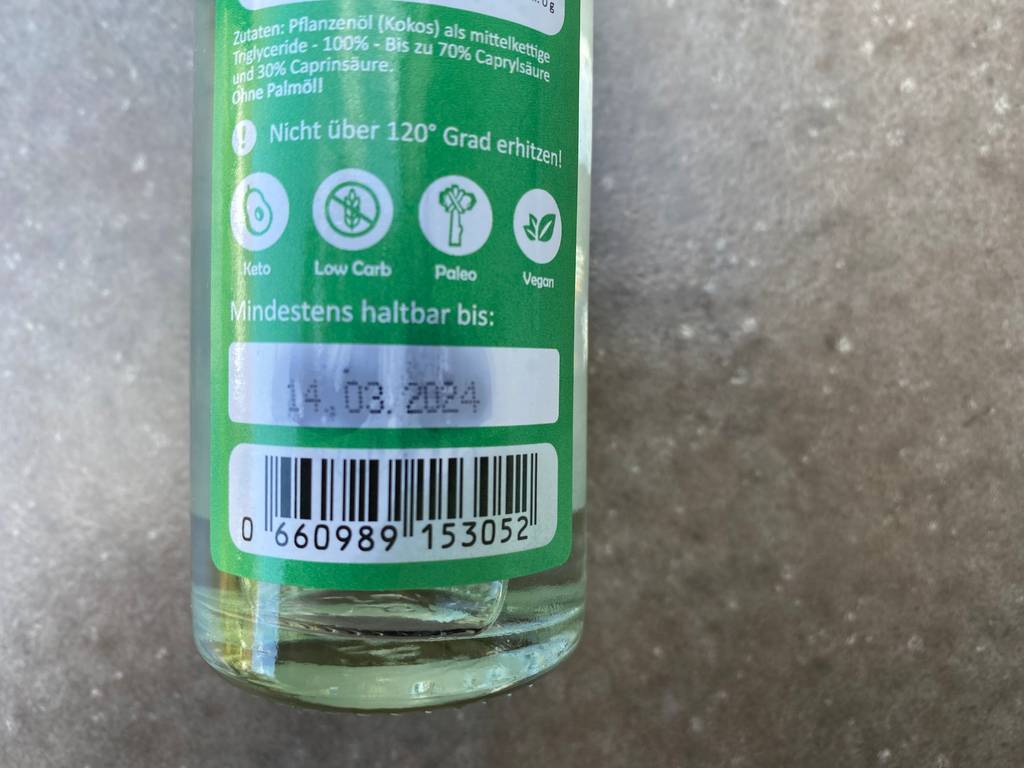 0 g
Zutaten: Pflanzenöl (Kokos) als mittelkettige
Triglyceride - 100% - Bis zu 70% Caprylsäure
und 30% Caprinsäure.
Ohne Palmöl!
! Nicht über 120° Grad erhitzen!
Keto Low Carb Paleo Vegan
Mindestens haltbar bis:
14.03.2024
0 660989 153052